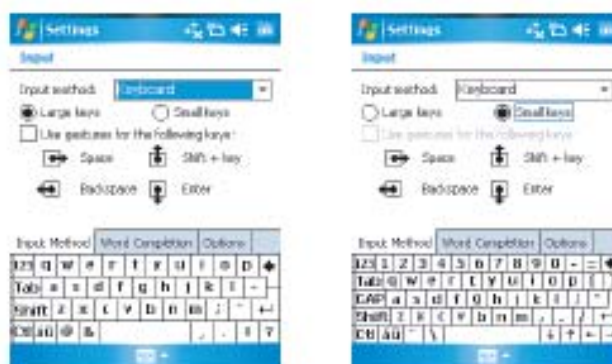 Settings
Input
Input method: Keyboard
Large keys Small keys
Use gestures for the following keys:
Space Shift + key
Backspace Enter
Input Method Word Completion Options
123 q w e r t y u i o p
Tab a s d f g h j k l
Shift z x c v b n m
Ctl áü @ &
Settings
Input
Input method: Keyboard
Large keys Small keys
Use gestures for the following keys:
Space Shift + key
Backspace Enter
Input Method Word Completion Options
123 1 2 3 4 5 6 7 8 9 0 - =
Tab q w e r t y u i o p [ ]
CAP a s d f g h j k l ; '
Shift z x c v b n m , . /
Ctl áü ` \